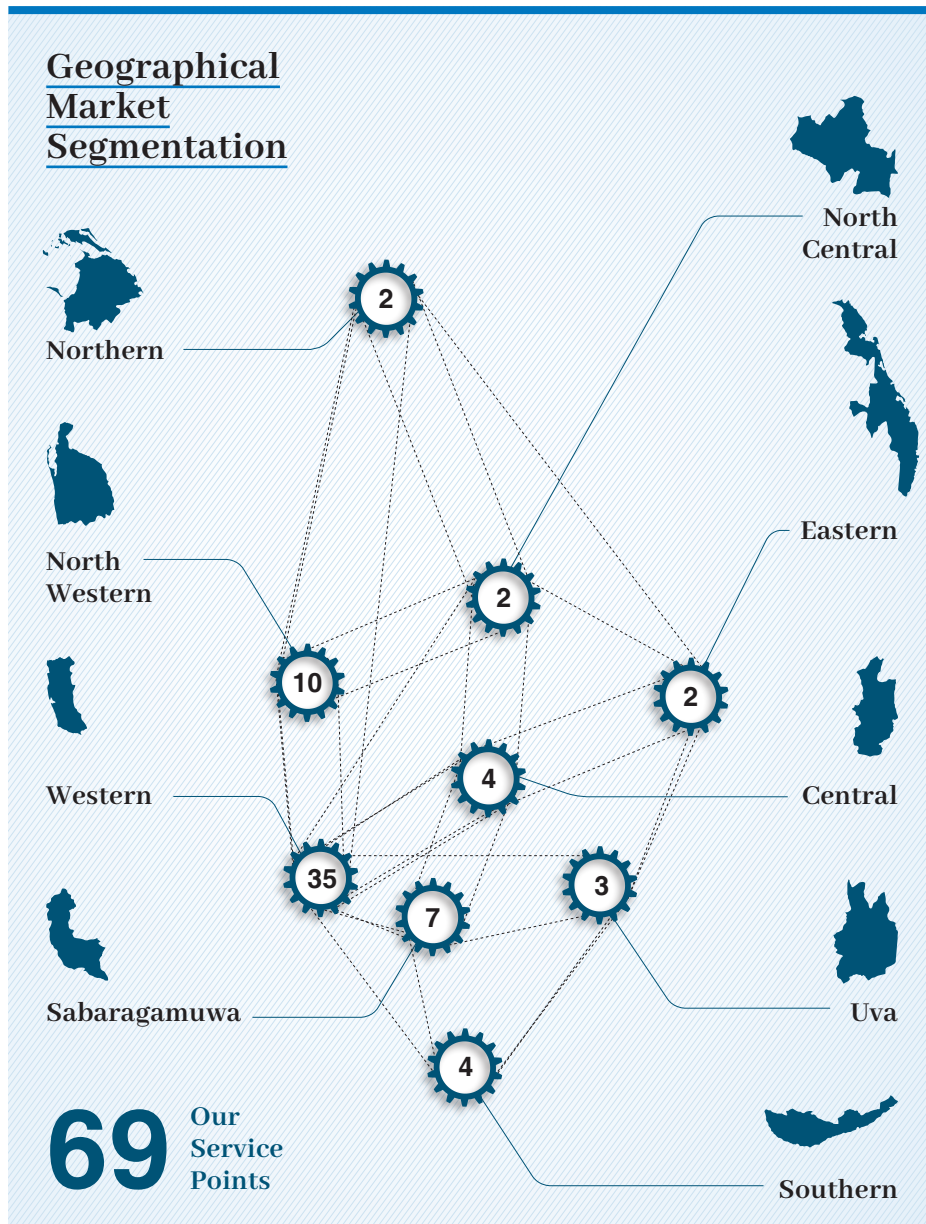 Geographical
Market
Segmentation
North
Central
2
Northern
Eastern
North
Western
2
10
2
4
Western
Central
35
3
7
Sabaragamuwa
Uva
4
69
Our
Service
Points
Southern